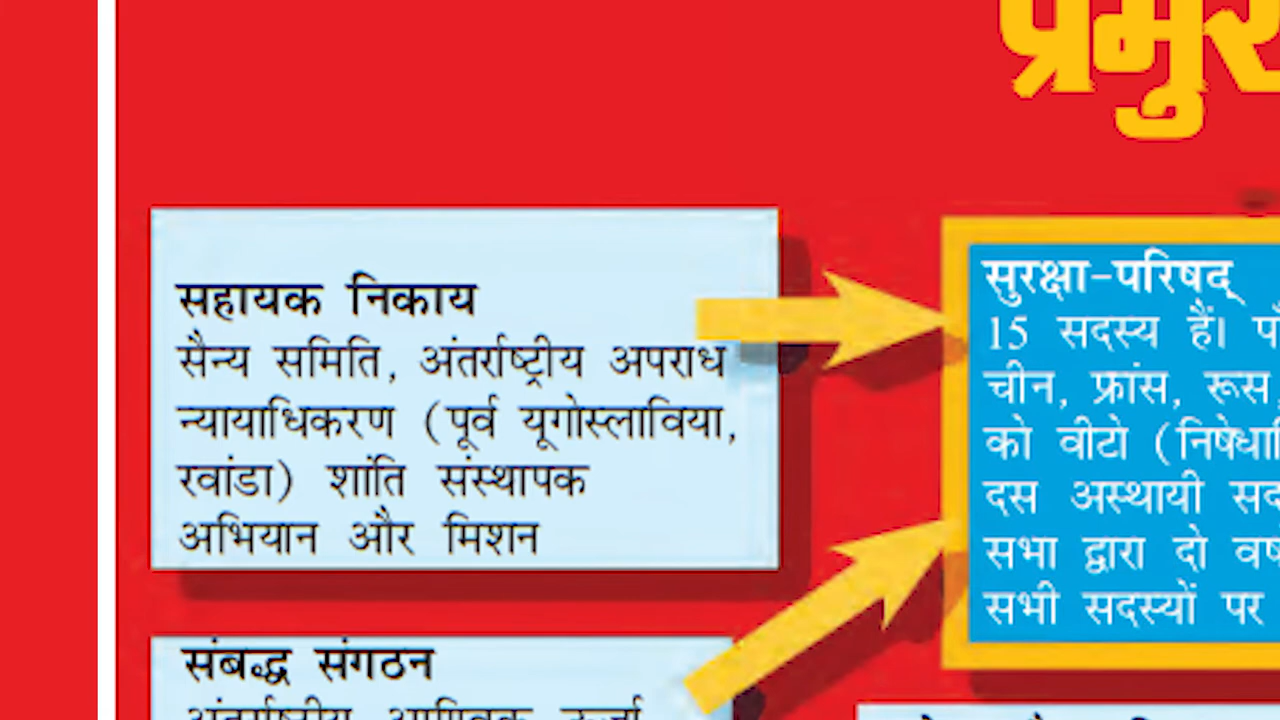 सहायक निकाय
सैन्य समिति, अंतर्राष्ट्रीय अपराध
न्यायाधिकरण (पूर्व यूगोस्लाविया,
रवांडा) शांति संस्थापक
अभियान और मिशन
सुरक्षा-परिषद्
15 सदस्य हैं।
चीन, फ्रांस, रूस,
को वीटो
दस अस्थायी
सभा द्वारा दो
सभी सदस्यों पर
संबद्ध संगठन